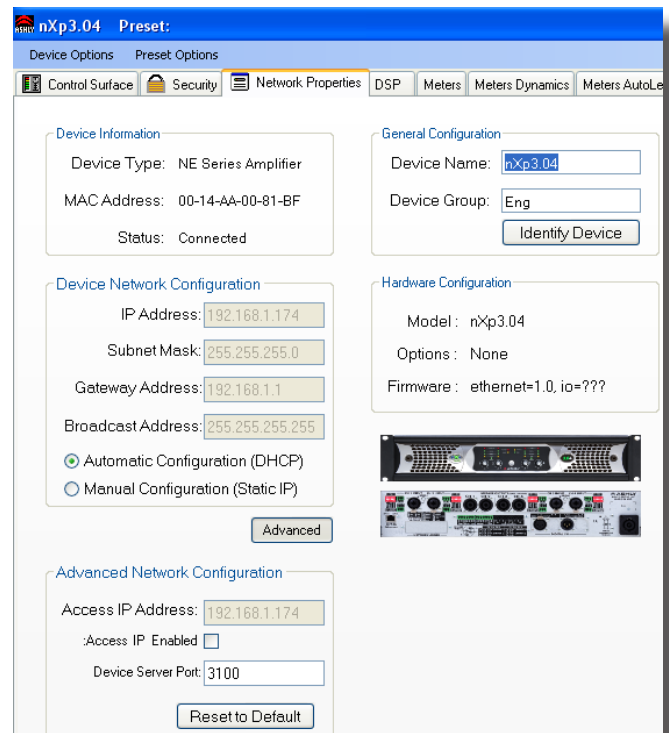 ASHLY nXp3.04 Preset:
Device Options Preset Options
Control Surface Security Network Properties DSP Meters Meters Dynamics Meters AutoLe
Device Information
Device Type: NE Series Amplifier
MAC Address: 00-14-AA-00-81-BF
Status: Connected
General Configuration
Device Name: nXp3.04
Device Group: Eng
Identify Device
Device Network Configuration
IP Address: 192.168.1.174
Subnet Mask: 255.255.255.0
Gateway Address: 192.168.1.1
Broadcast Address: 255.255.255.255
Automatic Configuration (DHCP)
Manual Configuration (Static IP)
Advanced
Hardware Configuration
Model : nXp3.04
Options : None
Firmware : ethernet=1.0, io=???
Advanced Network Configuration
Access IP Address: 192.168.1.174
:Access IP Enabled
Device Server Port: 3100
Reset to Default